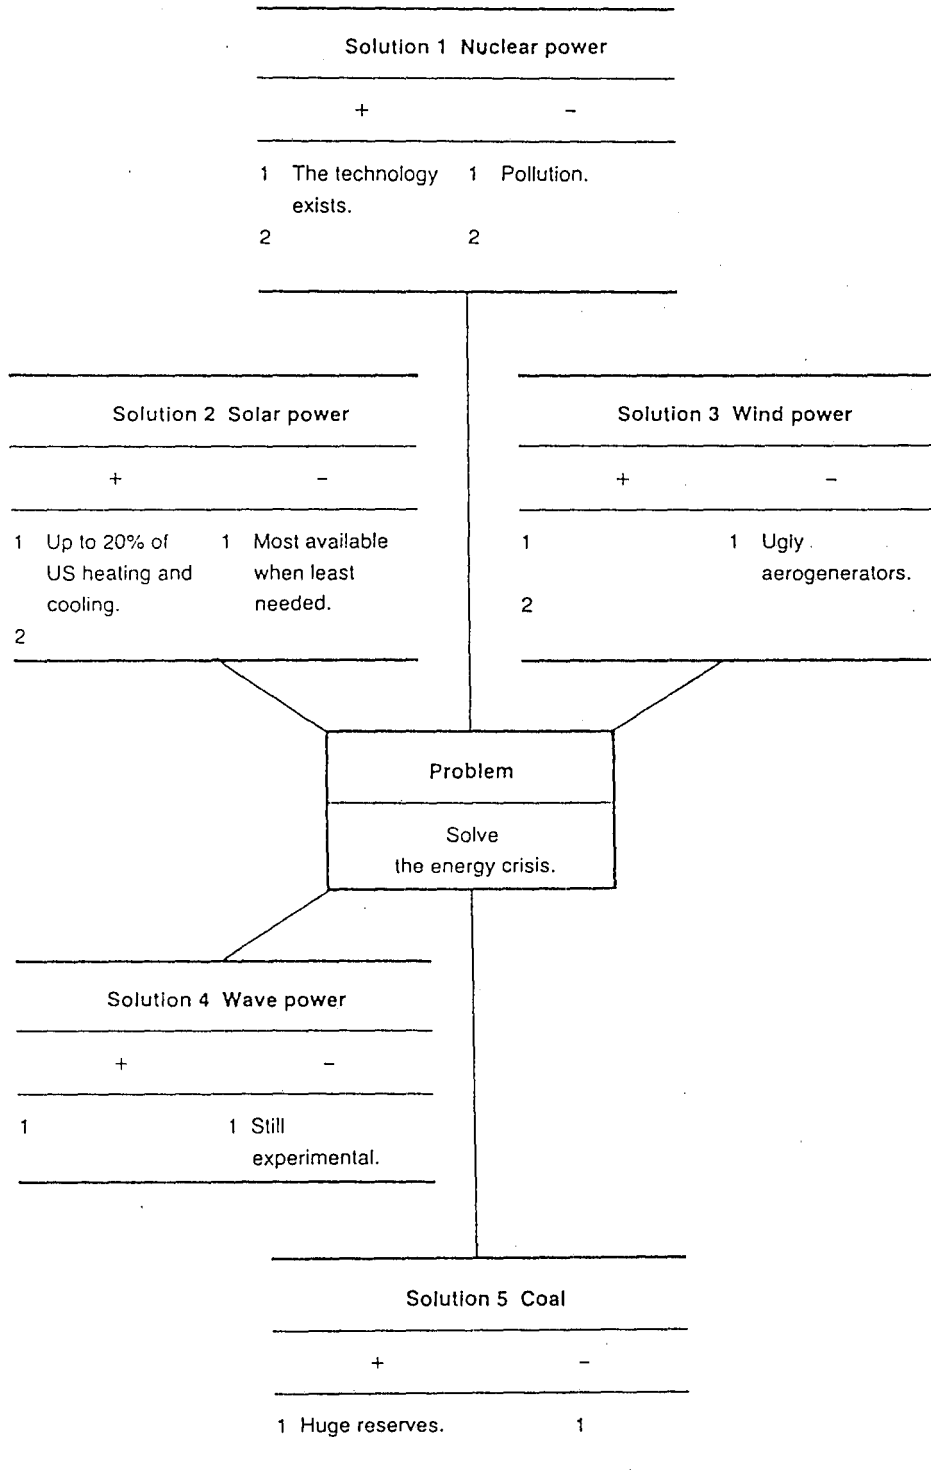 Solution 1 Nuclear power
+ -
1 The technology 1 Pollution.
exists.
2 2
Solution 2 Solar power
+ -
1 Up to 20% of 1 Most available
US heating and when least
cooling. needed.
2
Solution 3 Wind power
+ -
1 1 Ugly
aerogenerators.
2
Problem
Solve
the energy crisis.
Solution 4 Wave power
+ -
1 1 Still
experimental.
Solution 5 Coal
+ -
1 Huge reserves. 1